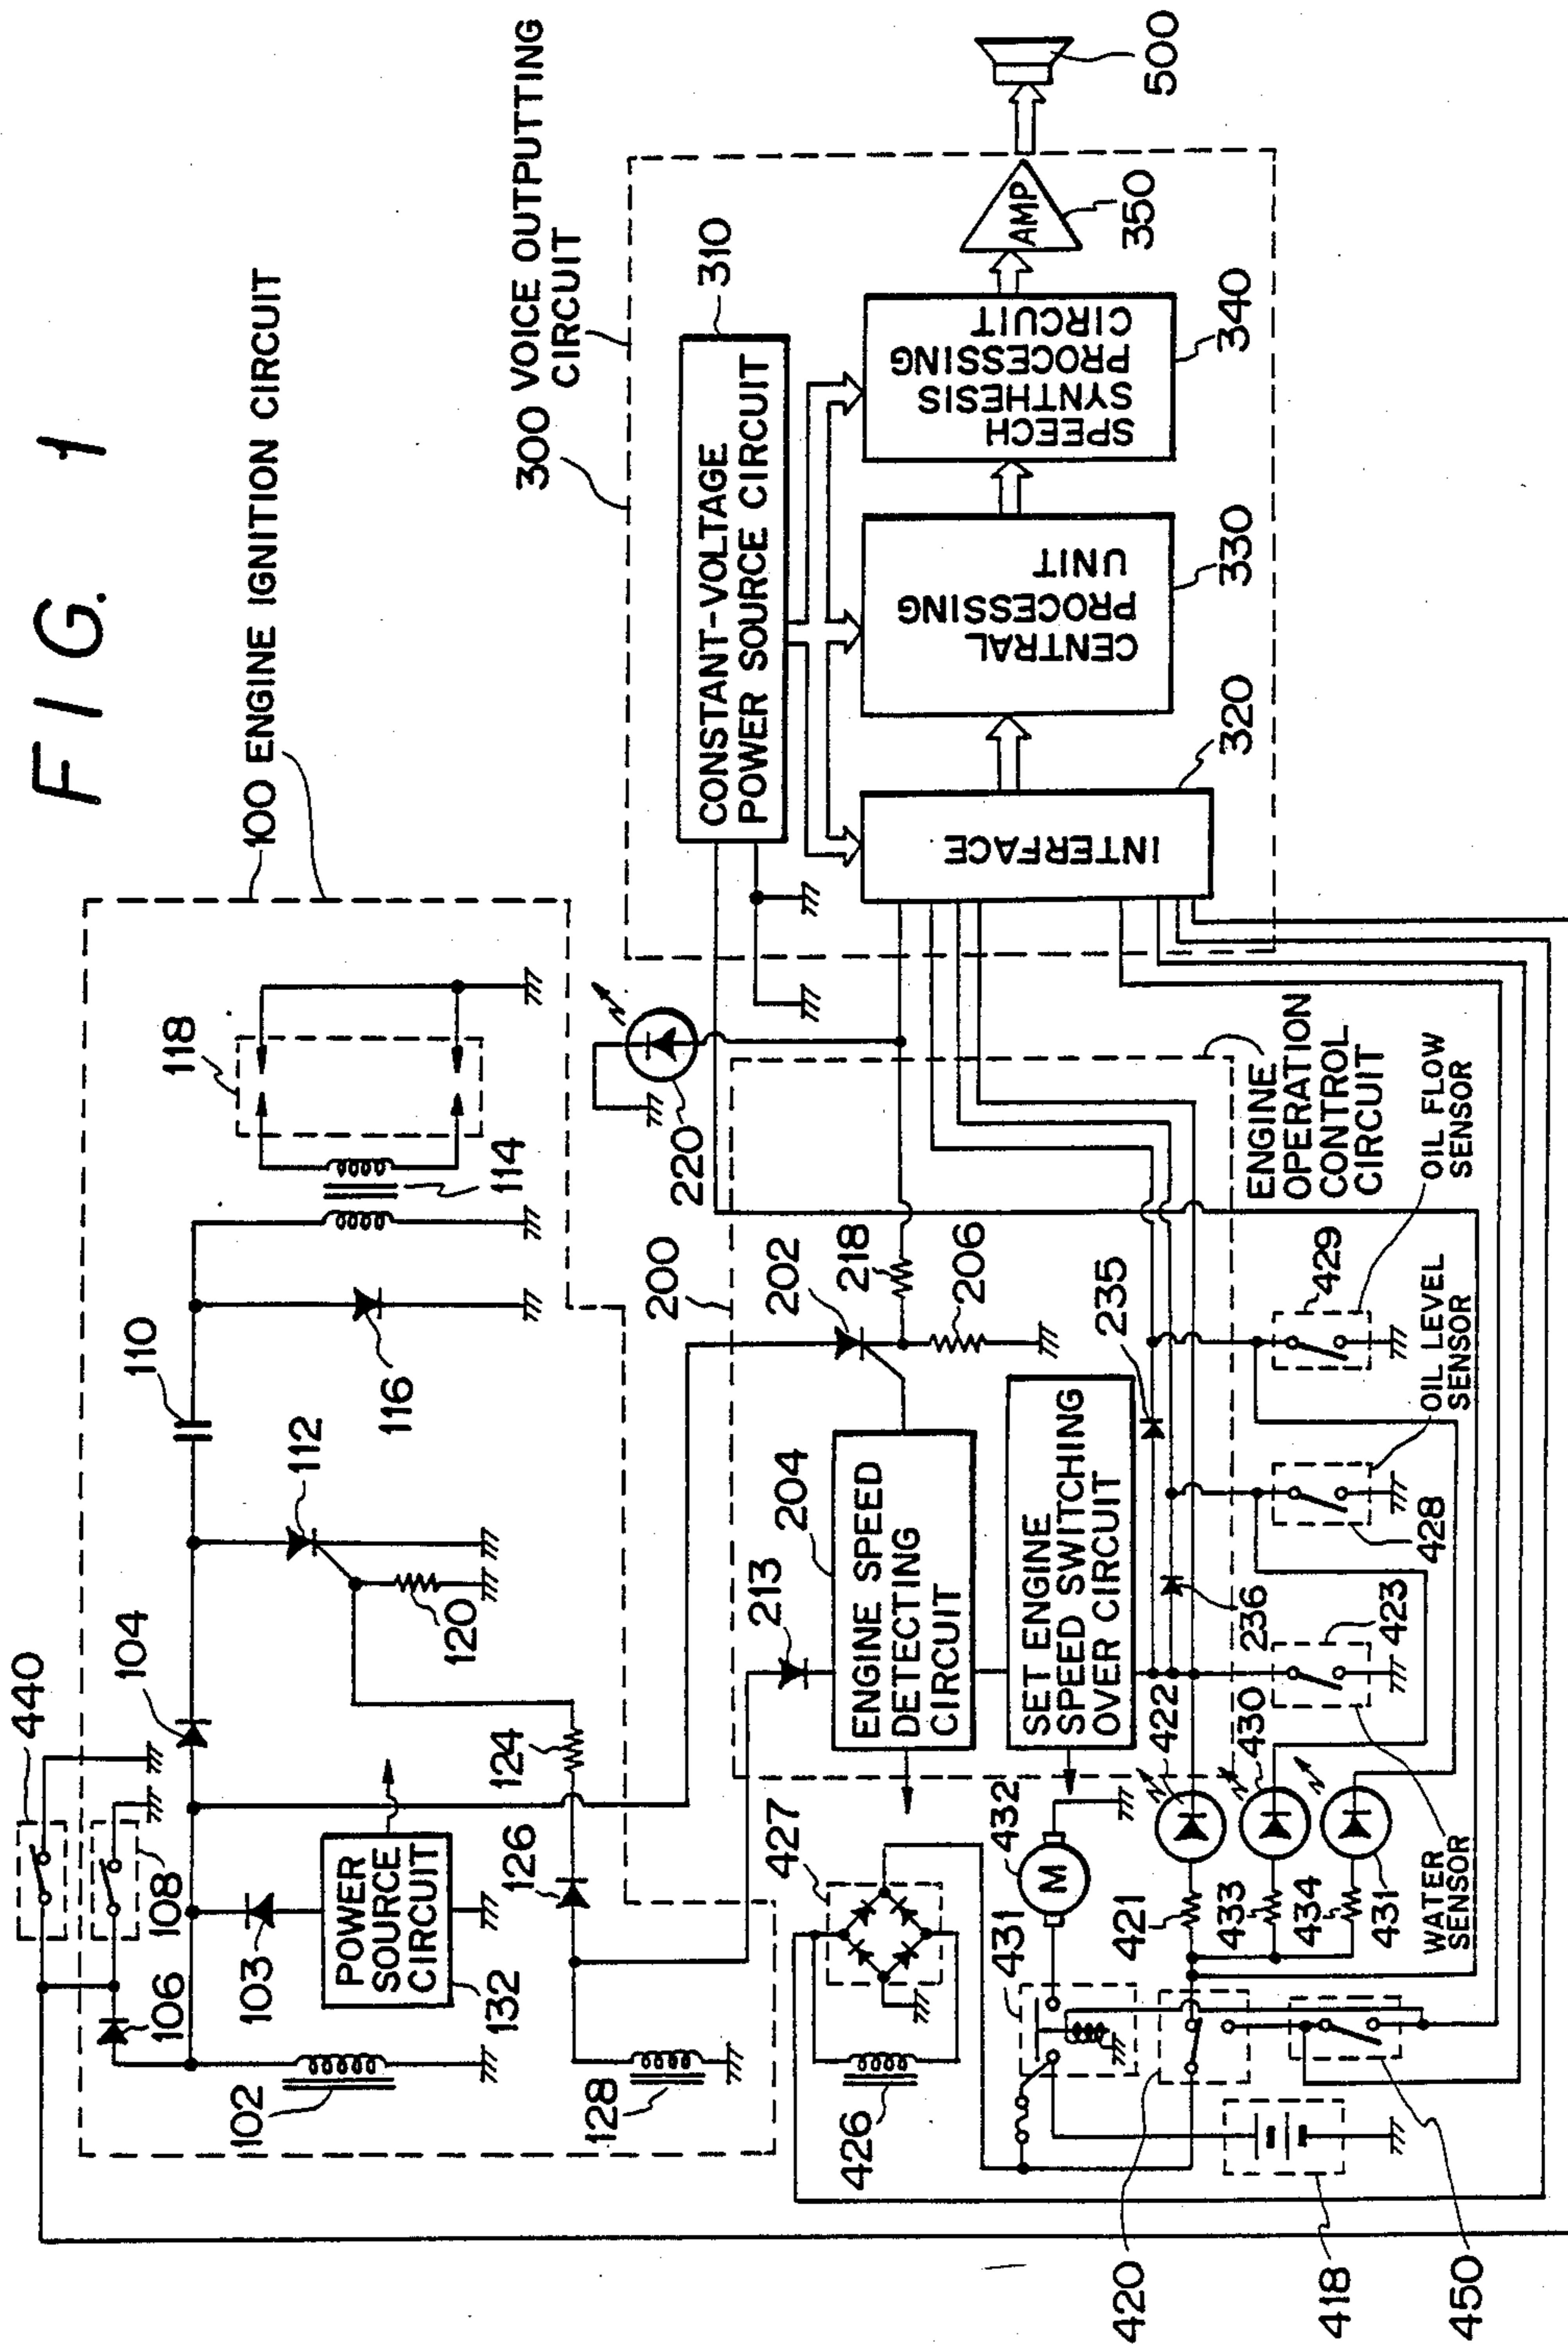 FIG. 1
100 ENGINE IGNITION CIRCUIT
300 VOICE OUTPUTTING
CIRCUIT
440
108
106
104
103
POWER
SOURCE
CIRCUIT
132
102
110
112
116
120
118
114
124
126
128
CONSTANT-VOLTAGE
POWER SOURCE CIRCUIT
310
INTERFACE
320
CENTRAL
PROCESSING
UNIT
330
SPEECH
SYNTHESIS
PROCESSING
CIRCUIT
340
AMP
350
500
220
200
202
218
206
213
204
ENGINE SPEED
DETECTING
CIRCUIT
SET ENGINE
SPEED SWITCHING
OVER CIRCUIT
235
236
ENGINE
OPERATION
CONTROL
CIRCUIT
OIL FLOW
SENSOR
429
OIL LEVEL
SENSOR
428
423
WATER
SENSOR
422
430
431
421
433
434
427
426
432
M
431
420
418
450